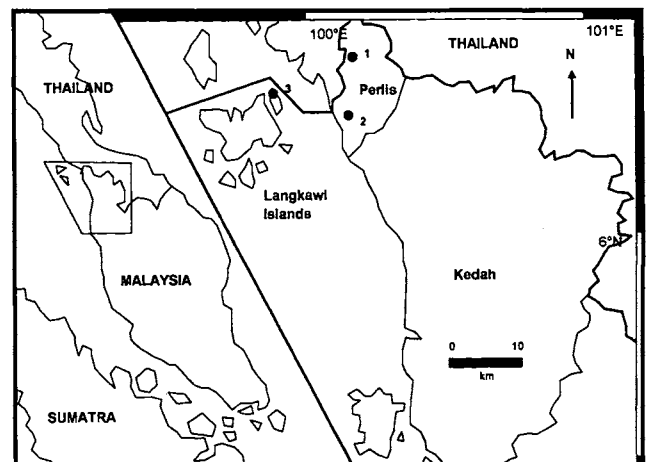 100°E
101°E
THAILAND
N
1
THAILAND
3
Perlis
2
Langkawi
Islands
6°N
MALAYSIA
Kedah
0 10
km
SUMATRA